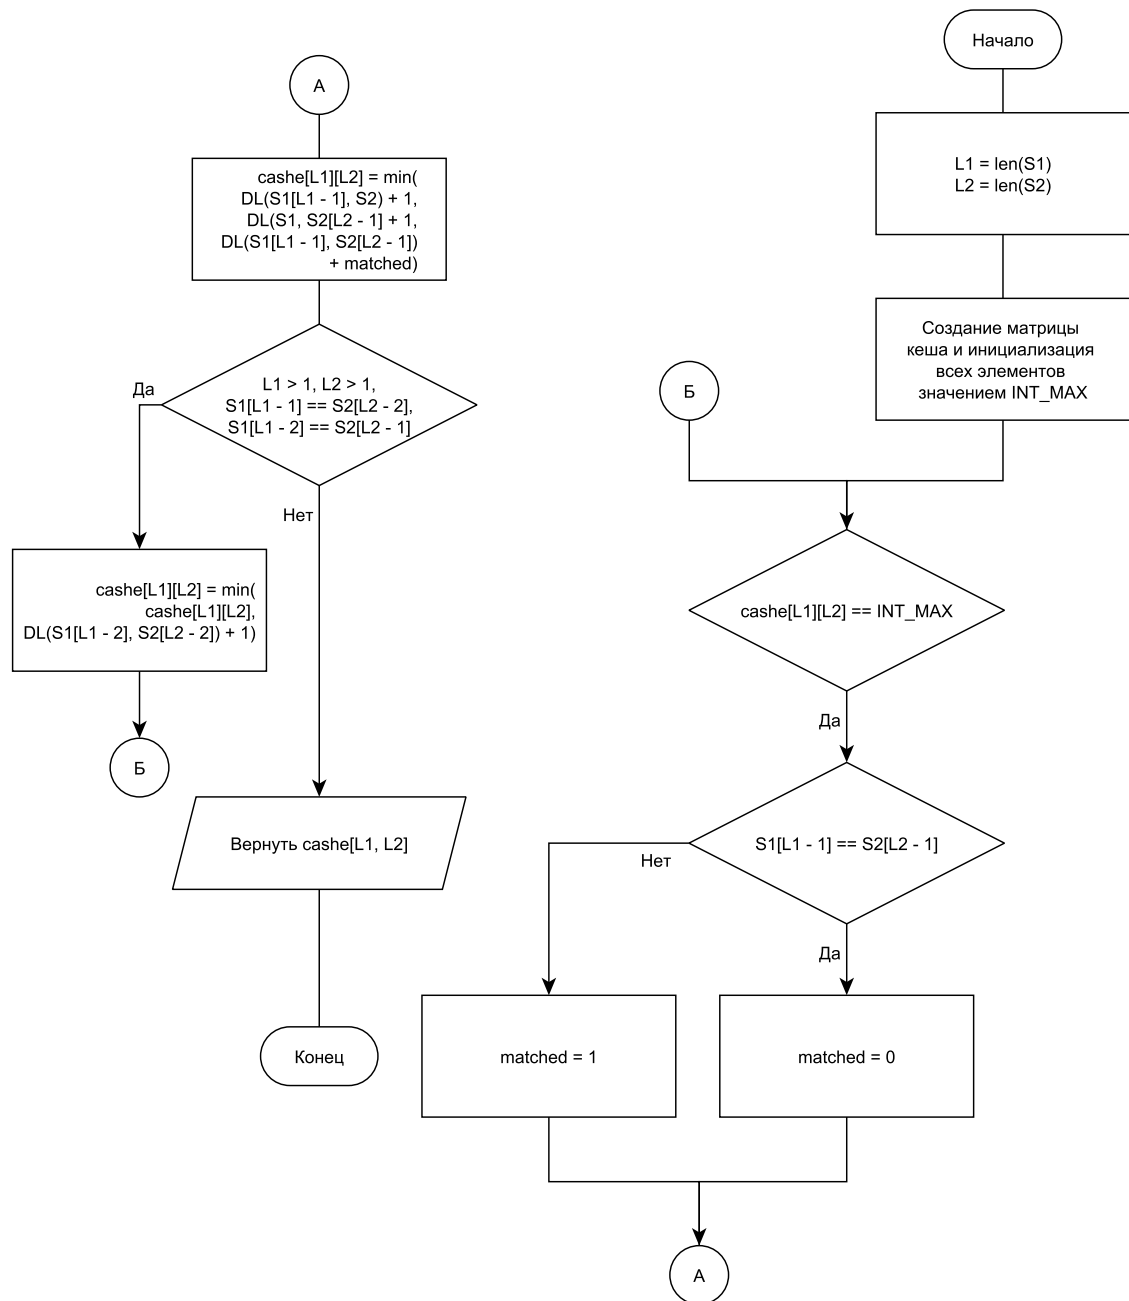 Начало
L1 = len(S1)
L2 = len(S2)
Создание матрицы
кеша и инициализация
всех элементов
значением INT_MAX
Б
cashe[L1][L2] == INT_MAX
Да
S1[L1 - 1] == S2[L2 - 1]
Нет
Да
matched = 1
matched = 0
А
А
cashe[L1][L2] = min(
DL(S1[L1 - 1], S2) + 1,
DL(S1, S2[L2 - 1] + 1,
DL(S1[L1 - 1], S2[L2 - 1])
+ matched)
L1 > 1, L2 > 1,
S1[L1 - 1] == S2[L2 - 2],
S1[L1 - 2] == S2[L2 - 1]
Да
Нет
cashe[L1][L2] = min(
cashe[L1][L2],
DL(S1[L1 - 2], S2[L2 - 2]) + 1)
Б
Вернуть cashe[L1, L2]
Конец